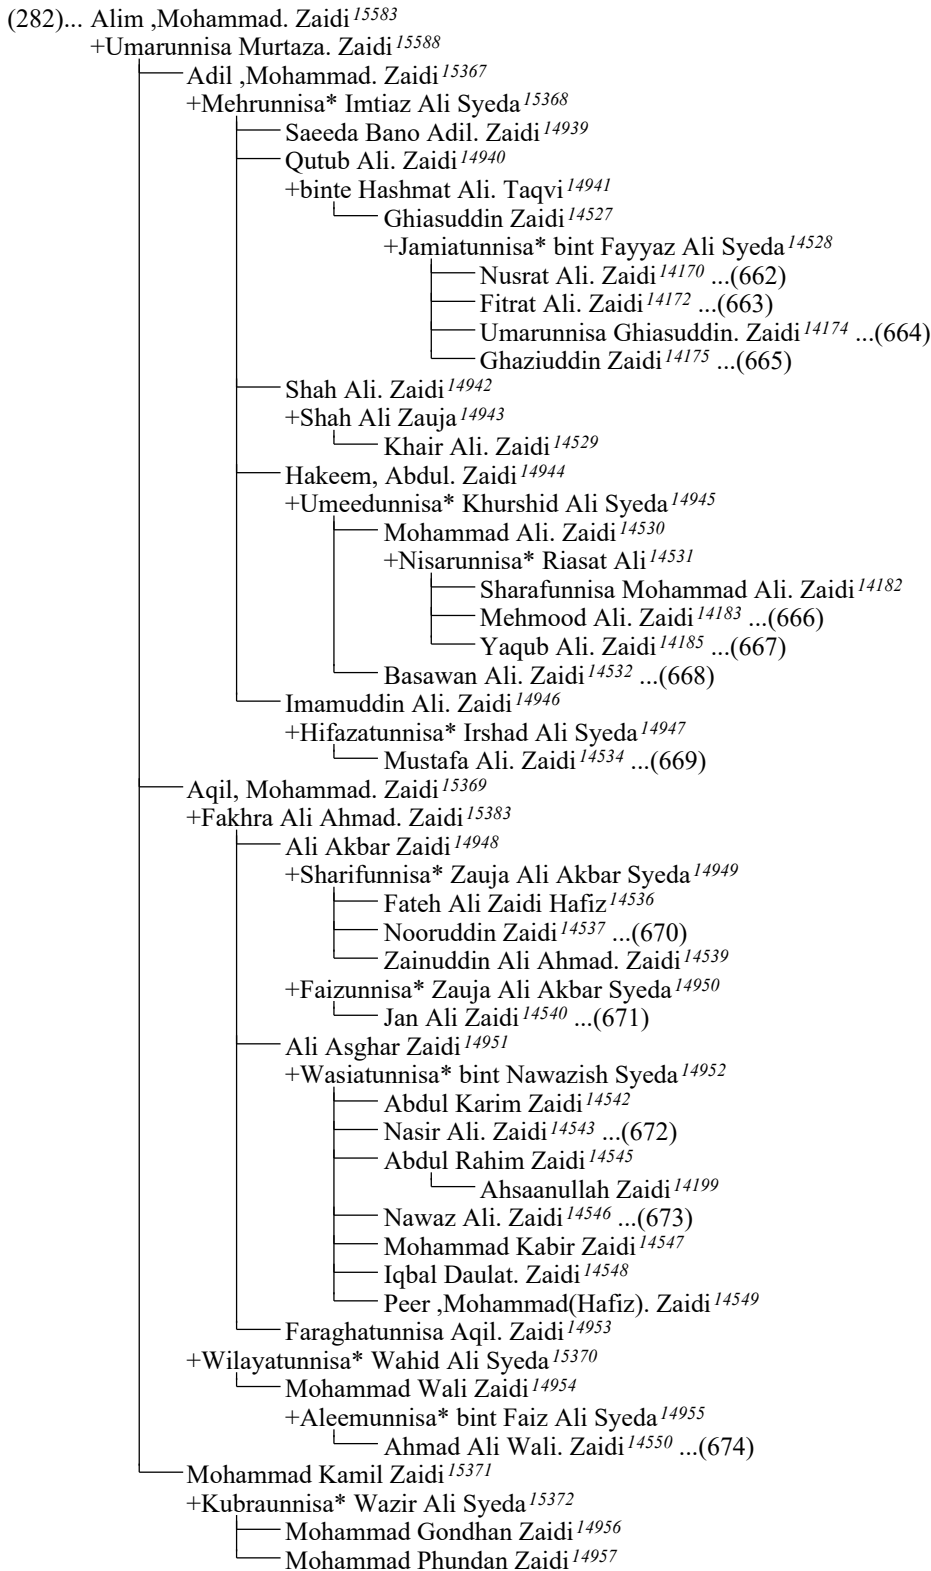 (282)... Alim ,Mohammad. Zaidi 15583
+Umarunnisa Murtaza. Zaidi 15588
Adil ,Mohammad. Zaidi 15367
+Mehrunnisa* Imtiaz Ali Syeda 15368
Saeeda Bano Adil. Zaidi 14939
Qutub Ali. Zaidi 14940
+binte Hashmat Ali. Taqvi 14941
Ghiasuddin Zaidi 14527
+Jamiatunnisa* bint Fayyaz Ali Syeda 14528
Nusrat Ali. Zaidi 14170 ...(662)
Fitrat Ali. Zaidi 14172 ...(663)
Umarunnisa Ghiasuddin. Zaidi 14174 ...(664)
Ghaziuddin Zaidi 14175 ...(665)
Shah Ali. Zaidi 14942
+Shah Ali Zauja 14943
Khair Ali. Zaidi 14529
Hakeem, Abdul. Zaidi 14944
+Umeedunnisa* Khurshid Ali Syeda 14945
Mohammad Ali. Zaidi 14530
+Nisarunnisa* Riasat Ali 14531
Sharafunnisa Mohammad Ali. Zaidi 14182
Mehmood Ali. Zaidi 14183 ...(666)
Yaqub Ali. Zaidi 14185 ...(667)
Basawan Ali. Zaidi 14532 ...(668)
Imamuddin Ali. Zaidi 14946
+Hifazatunnisa* Irshad Ali Syeda 14947
Mustafa Ali. Zaidi 14534 ...(669)
Aqil, Mohammad. Zaidi 15369
+Fakhra Ali Ahmad. Zaidi 15383
Ali Akbar Zaidi 14948
+Sharifunnisa* Zauja Ali Akbar Syeda 14949
Fateh Ali Zaidi Hafiz 14536
Nooruddin Zaidi 14537 ...(670)
Zainuddin Ali Ahmad. Zaidi 14539
+Faizunnisa* Zauja Ali Akbar Syeda 14950
Jan Ali Zaidi 14540 ...(671)
Ali Asghar Zaidi 14951
+Wasiatunnisa* bint Nawazish Syeda 14952
Abdul Karim Zaidi 14542
Nasir Ali. Zaidi 14543 ...(672)
Abdul Rahim Zaidi 14545
Ahsaanullah Zaidi 14199
Nawaz Ali. Zaidi 14546 ...(673)
Mohammad Kabir Zaidi 14547
Iqbal Daulat. Zaidi 14548
Peer ,Mohammad(Hafiz). Zaidi 14549
Faraghatunnisa Aqil. Zaidi 14953
+Wilayatunnisa* Wahid Ali Syeda 15370
Mohammad Wali Zaidi 14954
+Aleemunnisa* bint Faiz Ali Syeda 14955
Ahmad Ali Wali. Zaidi 14550 ...(674)
Mohammad Kamil Zaidi 15371
+Kubraunnisa* Wazir Ali Syeda 15372
Mohammad Gondhan Zaidi 14956
Mohammad Phundan Zaidi 14957